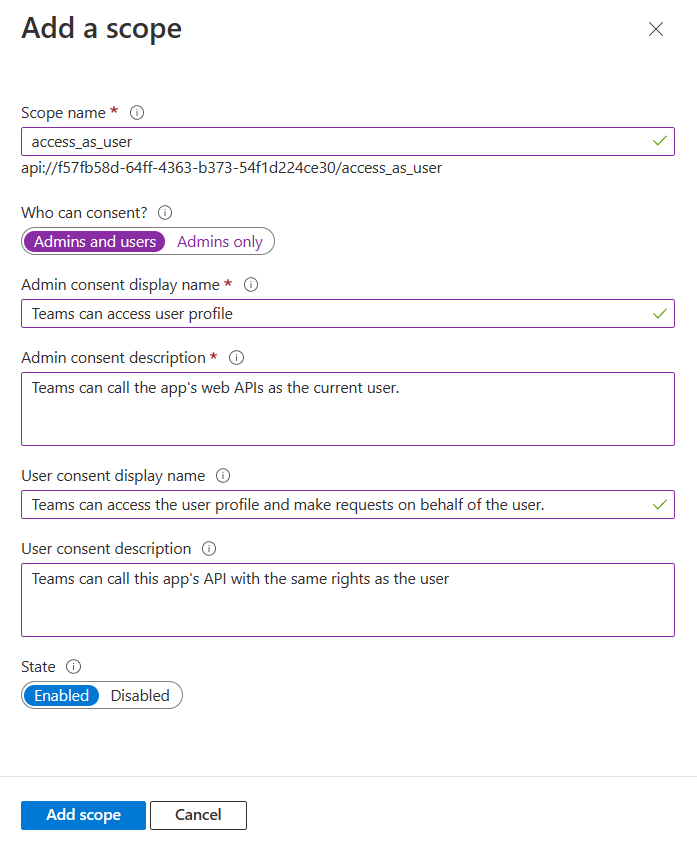 Add a scope
Scope name *
access_as_user
api://f57fb58d-64ff-4363-b373-54f1d224ce30/access_as_user
Who can consent?
Admins and users Admins only
Admin consent display name *
Teams can access user profile
Admin consent description *
Teams can call the app's web APIs as the current user.
User consent display name
Teams can access the user profile and make requests on behalf of the user.
User consent description
Teams can call this app's API with the same rights as the user
State
Enabled Disabled
Add scope Cancel